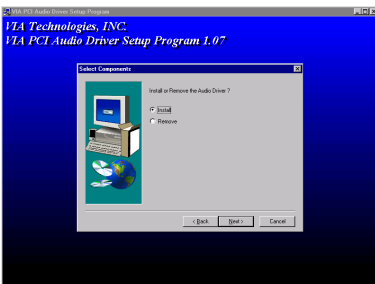 VIA PCI Audio Driver Setup Program
VIA Technologies, INC.
VIA PCI Audio Driver Setup Program 1.07
Select Components
Install or Remove the Audio Driver ?
Install
Remove
< Back
Next >
Cancel